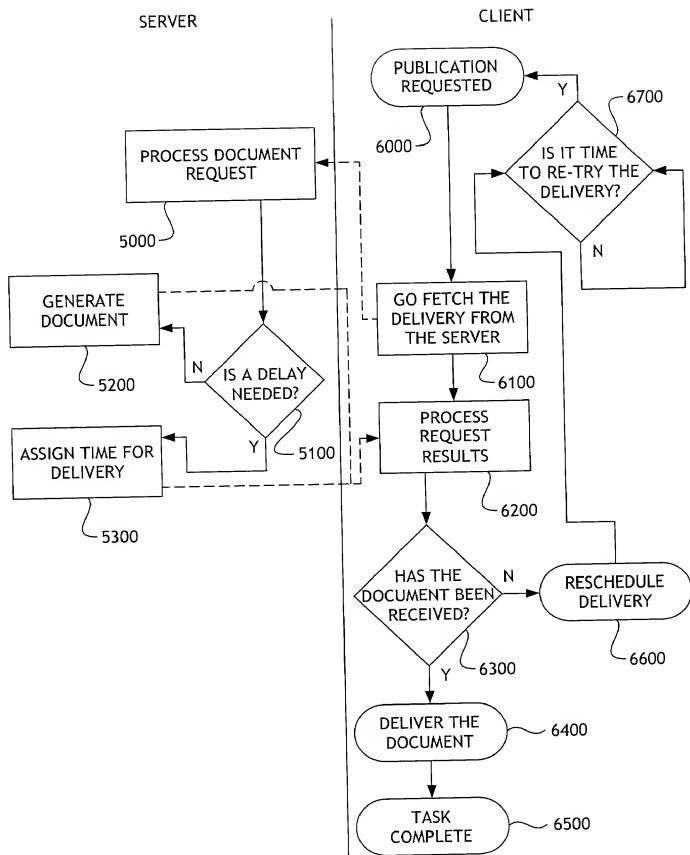 SERVER
CLIENT
PUBLICATION
REQUESTED
6000
Y
6700
IS IT TIME
TO RE-TRY THE
DELIVERY?
N
PROCESS DOCUMENT
REQUEST
5000
GENERATE
DOCUMENT
5200
N
IS A DELAY
NEEDED?
5100
Y
ASSIGN TIME FOR
DELIVERY
5300
GO FETCH THE
DELIVERY FROM
THE SERVER
6100
PROCESS
REQUEST
RESULTS
6200
HAS THE
DOCUMENT BEEN
RECEIVED?
6300
N
RESCHEDULE
DELIVERY
6600
Y
DELIVER THE
DOCUMENT
6400
TASK
COMPLETE
6500